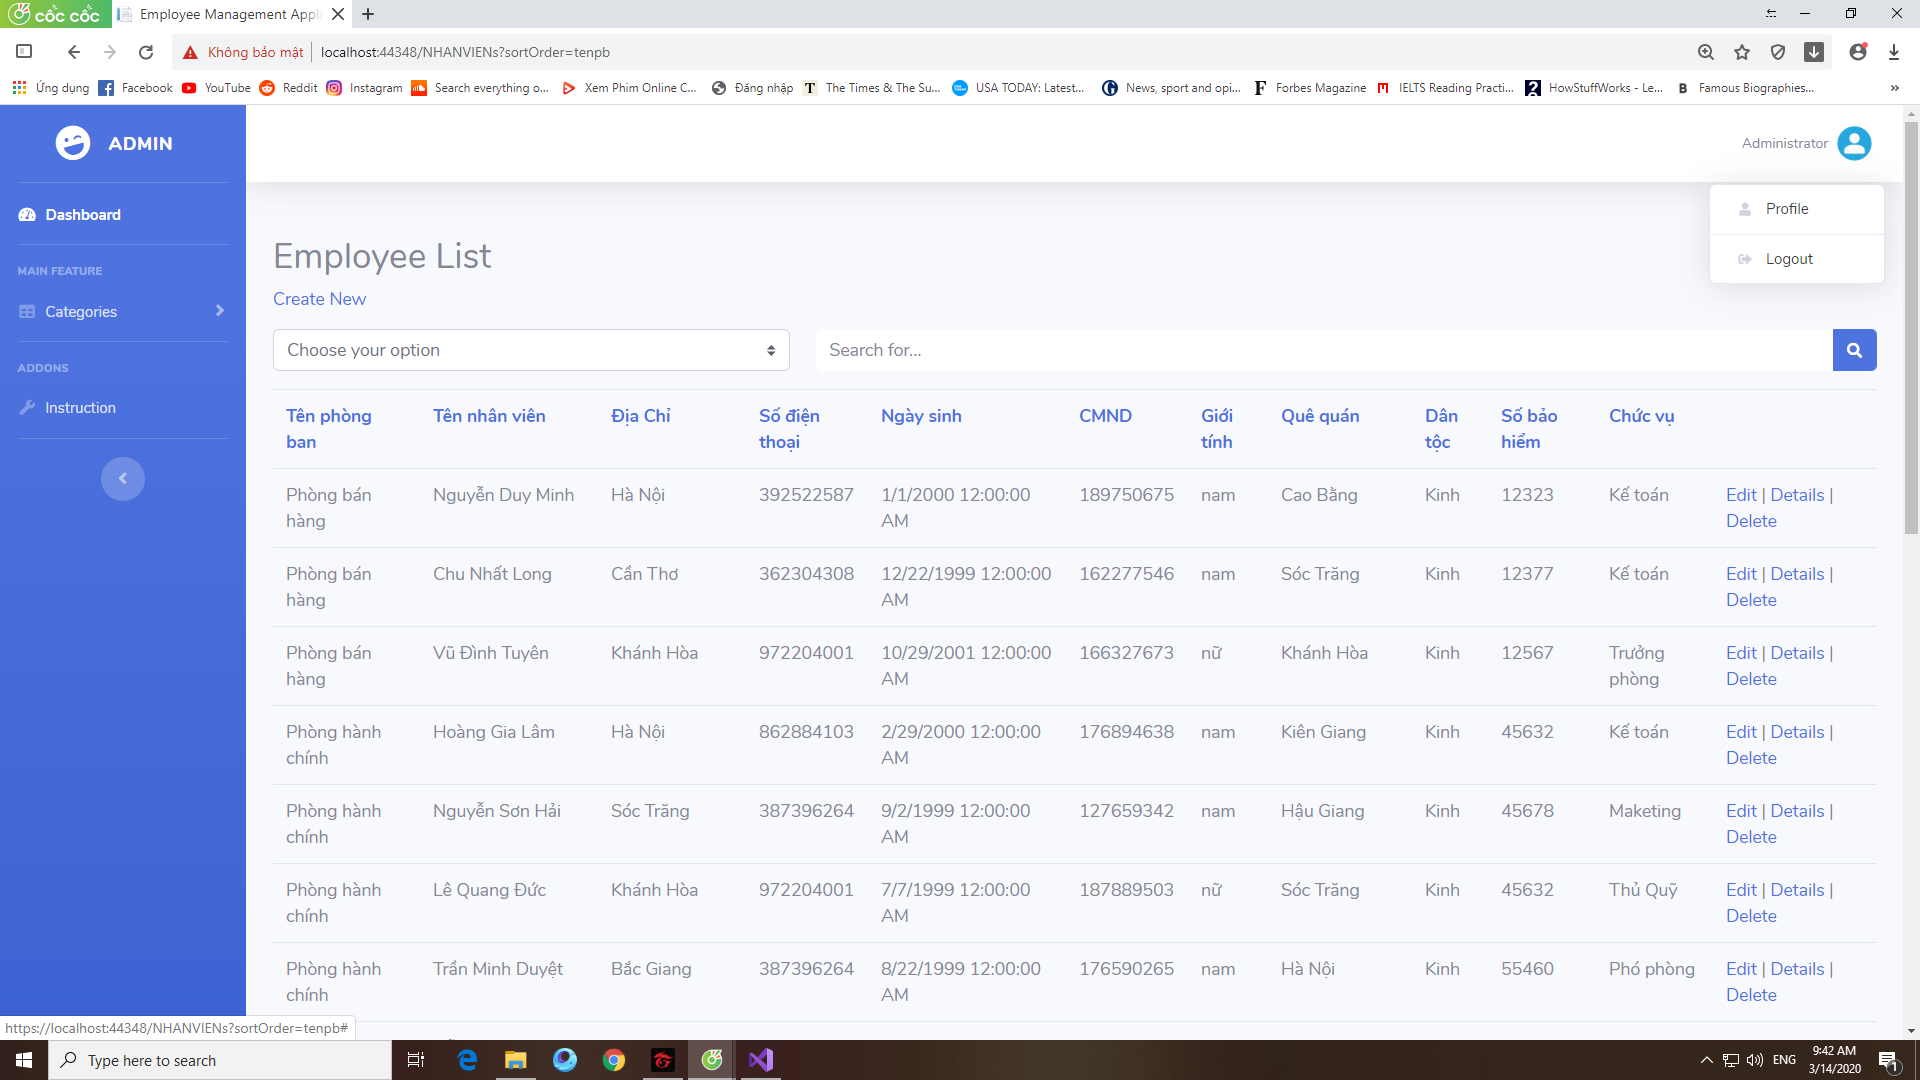 cốc cốc
Employee Management Appli
Không bảo mật
localhost:44348/NHANVIENs?sortOrder=tenpb
Ứng dụng
Facebook
YouTube
Reddit
Instagram
Search everything o...
Xem Phim Online C...
Đăng nhập
The Times & The Su...
USA TODAY: Latest...
News, sport and opi...
Forbes Magazine
IELTS Reading Practi...
HowStuffWorks - Le...
Famous Biographies...
ADMIN
Dashboard
MAIN FEATURE
Categories
ADDONS
Instruction
Administrator
Profile
Logout
Employee List
Create New
Choose your option
Search for...
Tên phòng ban Tên nhân viên Địa Chỉ Số điện thoại Ngày sinh CMND Giới tính Quê quán Dân tộc Số bảo hiểm Chức vụ
Phòng bán hàng Nguyễn Duy Minh Hà Nội 392522587 1/1/2000 12:00:00 AM 189750675 nam Cao Bằng Kinh 12323 Kế toán Edit | Details | Delete
Phòng bán hàng Chu Nhất Long Cần Thơ 362304308 12/22/1999 12:00:00 AM 162277546 nam Sóc Trăng Kinh 12377 Kế toán Edit | Details | Delete
Phòng bán hàng Vũ Đình Tuyên Khánh Hòa 972204001 10/29/2001 12:00:00 AM 166327673 nữ Khánh Hòa Kinh 12567 Trưởng phòng Edit | Details | Delete
Phòng hành chính Hoàng Gia Lâm Hà Nội 862884103 2/29/2000 12:00:00 AM 176894638 nam Kiên Giang Kinh 45632 Kế toán Edit | Details | Delete
Phòng hành chính Nguyễn Sơn Hải Sóc Trăng 387396264 9/2/1999 12:00:00 AM 127659342 nam Hậu Giang Kinh 45678 Maketing Edit | Details | Delete
Phòng hành chính Lê Quang Đức Khánh Hòa 972204001 7/7/1999 12:00:00 AM 187889503 nữ Sóc Trăng Kinh 45632 Thủ Quỹ Edit | Details | Delete
Phòng hành chính Trần Minh Duyệt Bắc Giang 387396264 8/22/1999 12:00:00 AM 176590265 nam Hà Nội Kinh 55460 Phó phòng Edit | Details | Delete
https://localhost:44348/NHANVIENs?sortOrder=tenpb#
Type here to search
ENG
9:42 AM
3/14/2020
1